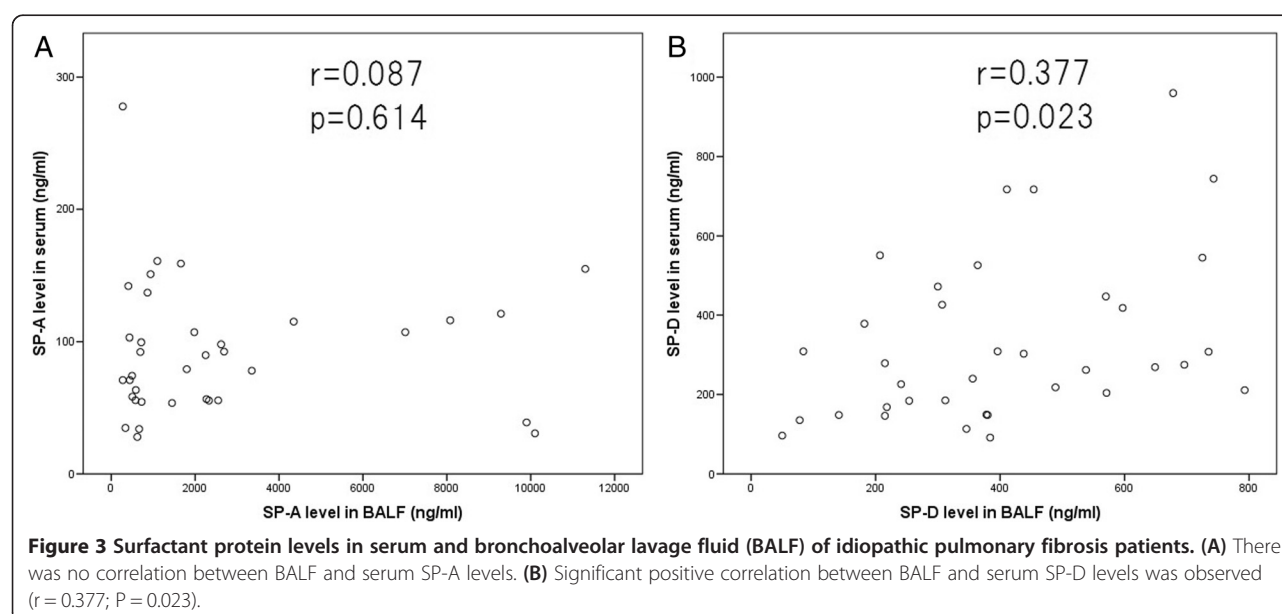 A
r=0.087
p=0.614
300
200
100
0
SP-A level in serum (ng/ml)
0 2000 4000 6000 8000 10000 12000
SP-A level in BALF (ng/ml)
B
r=0.377
p=0.023
1000
800
600
400
200
0
SP-D level in serum (ng/ml)
0 200 400 600 800
SP-D level in BALF (ng/ml)
Figure 3 Surfactant protein levels in serum and bronchoalveolar lavage fluid (BALF) of idiopathic pulmonary fibrosis patients. (A) There
was no correlation between BALF and serum SP-A levels. (B) Significant positive correlation between BALF and serum SP-D levels was observed
(r = 0.377; P = 0.023).